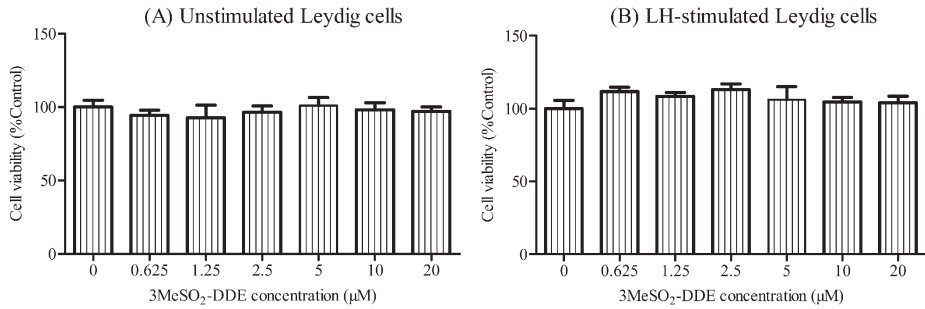 (A) Unstimulated Leydig cells
Cell viability (%Control)
150
100
50
0
0 0.625 1.25 2.5 5 10 20
3MeSO₂-DDE concentration (μM)
(B) LH-stimulated Leydig cells
Cell viability (%Control)
150
100
50
0
0 0.625 1.25 2.5 5 10 20
3MeSO₂-DDE concentration (μM)